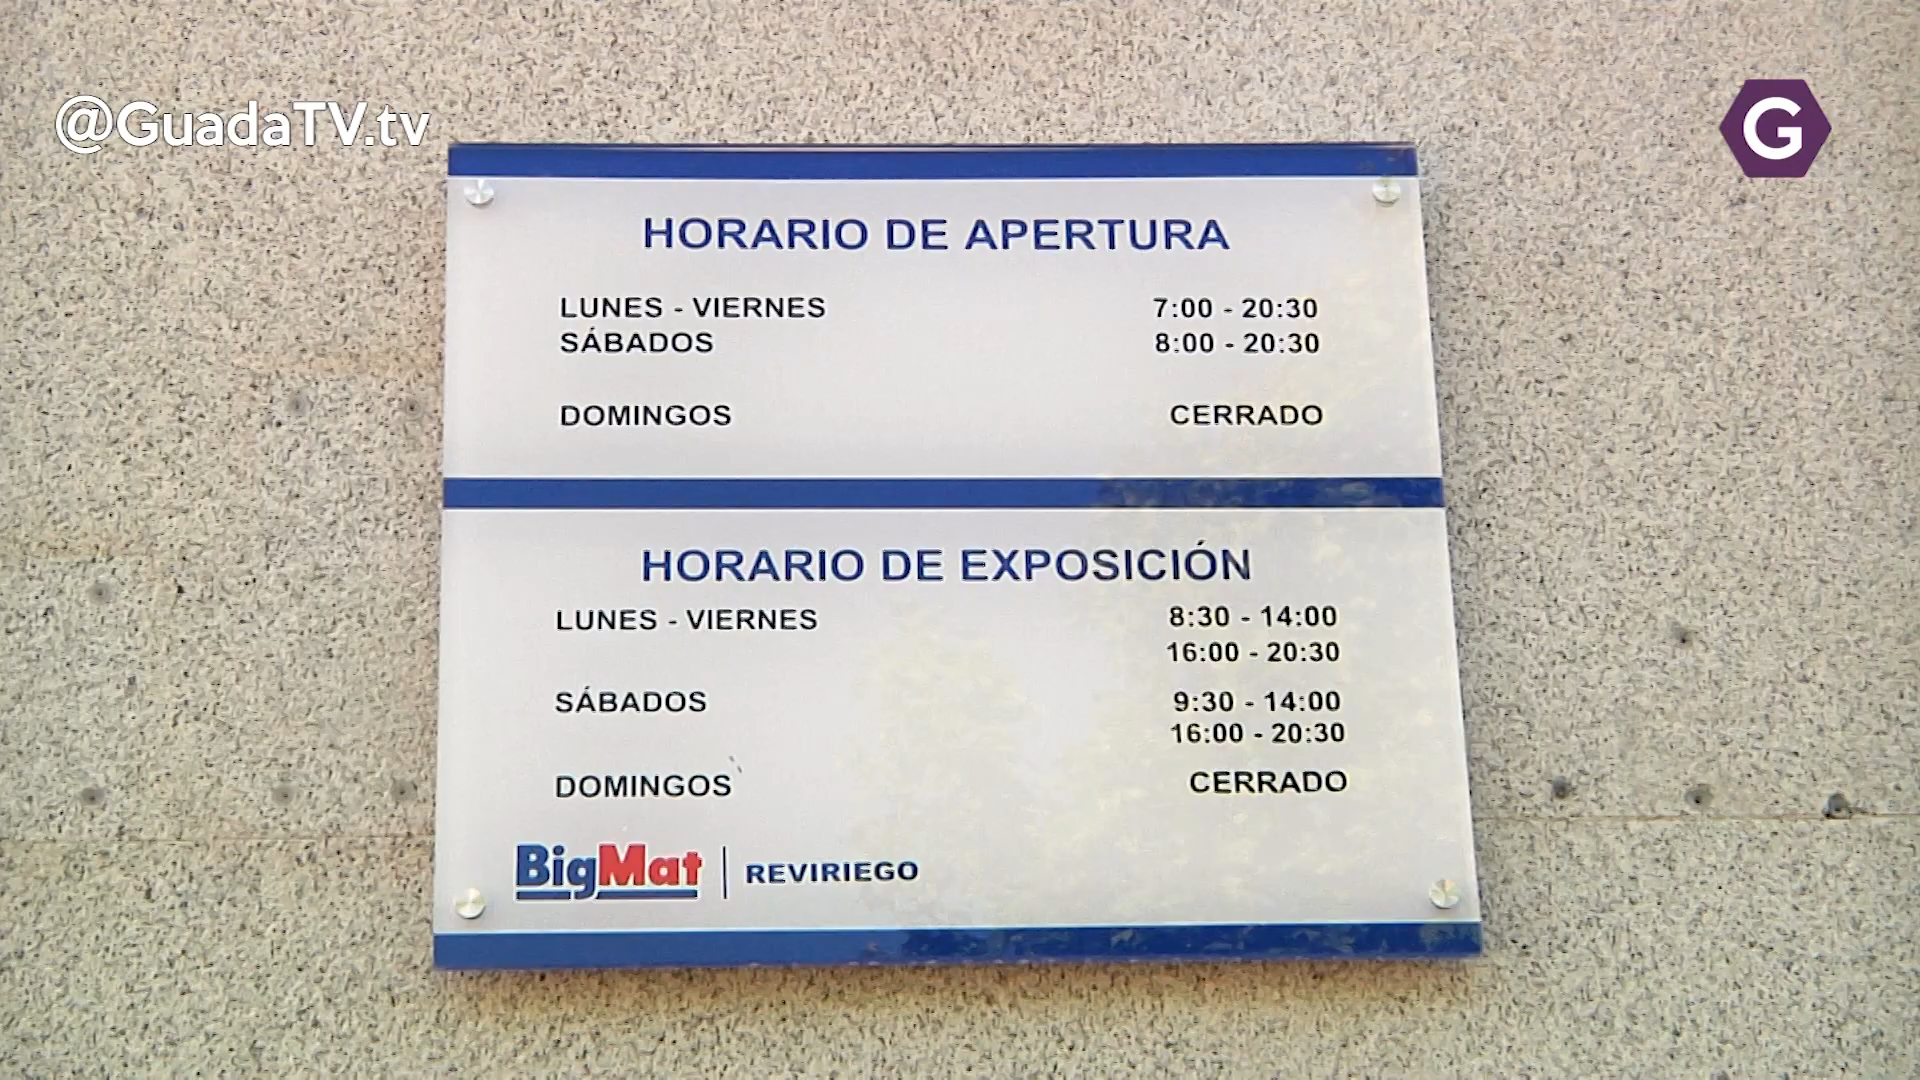 @GuadaTV.tv
G
HORARIO DE APERTURA
LUNES - VIERNES 7:00 - 20:30
SÁBADOS 8:00 - 20:30
DOMINGOS CERRADO
HORARIO DE EXPOSICIÓN
LUNES - VIERNES 8:30 - 14:00
16:00 - 20:30
SÁBADOS 9:30 - 14:00
16:00 - 20:30
DOMINGOS CERRADO
BigMat | REVIRIEGO